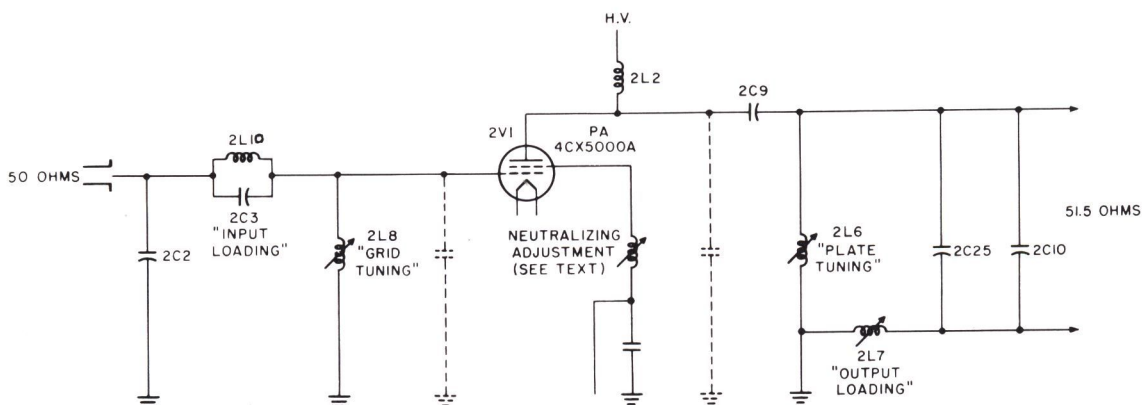 H.V.
2L2
2C9
2V1
PA
4CX5000A
2L10
50 OHMS
2C3
"INPUT
LOADING"
2C2
2L8
"GRID
TUNING"
NEUTRALIZING
ADJUSTMENT
(SEE TEXT)
2L6
"PLATE
TUNING"
2C25
2C10
51.5 OHMS
2L7
"OUTPUT
LOADING"